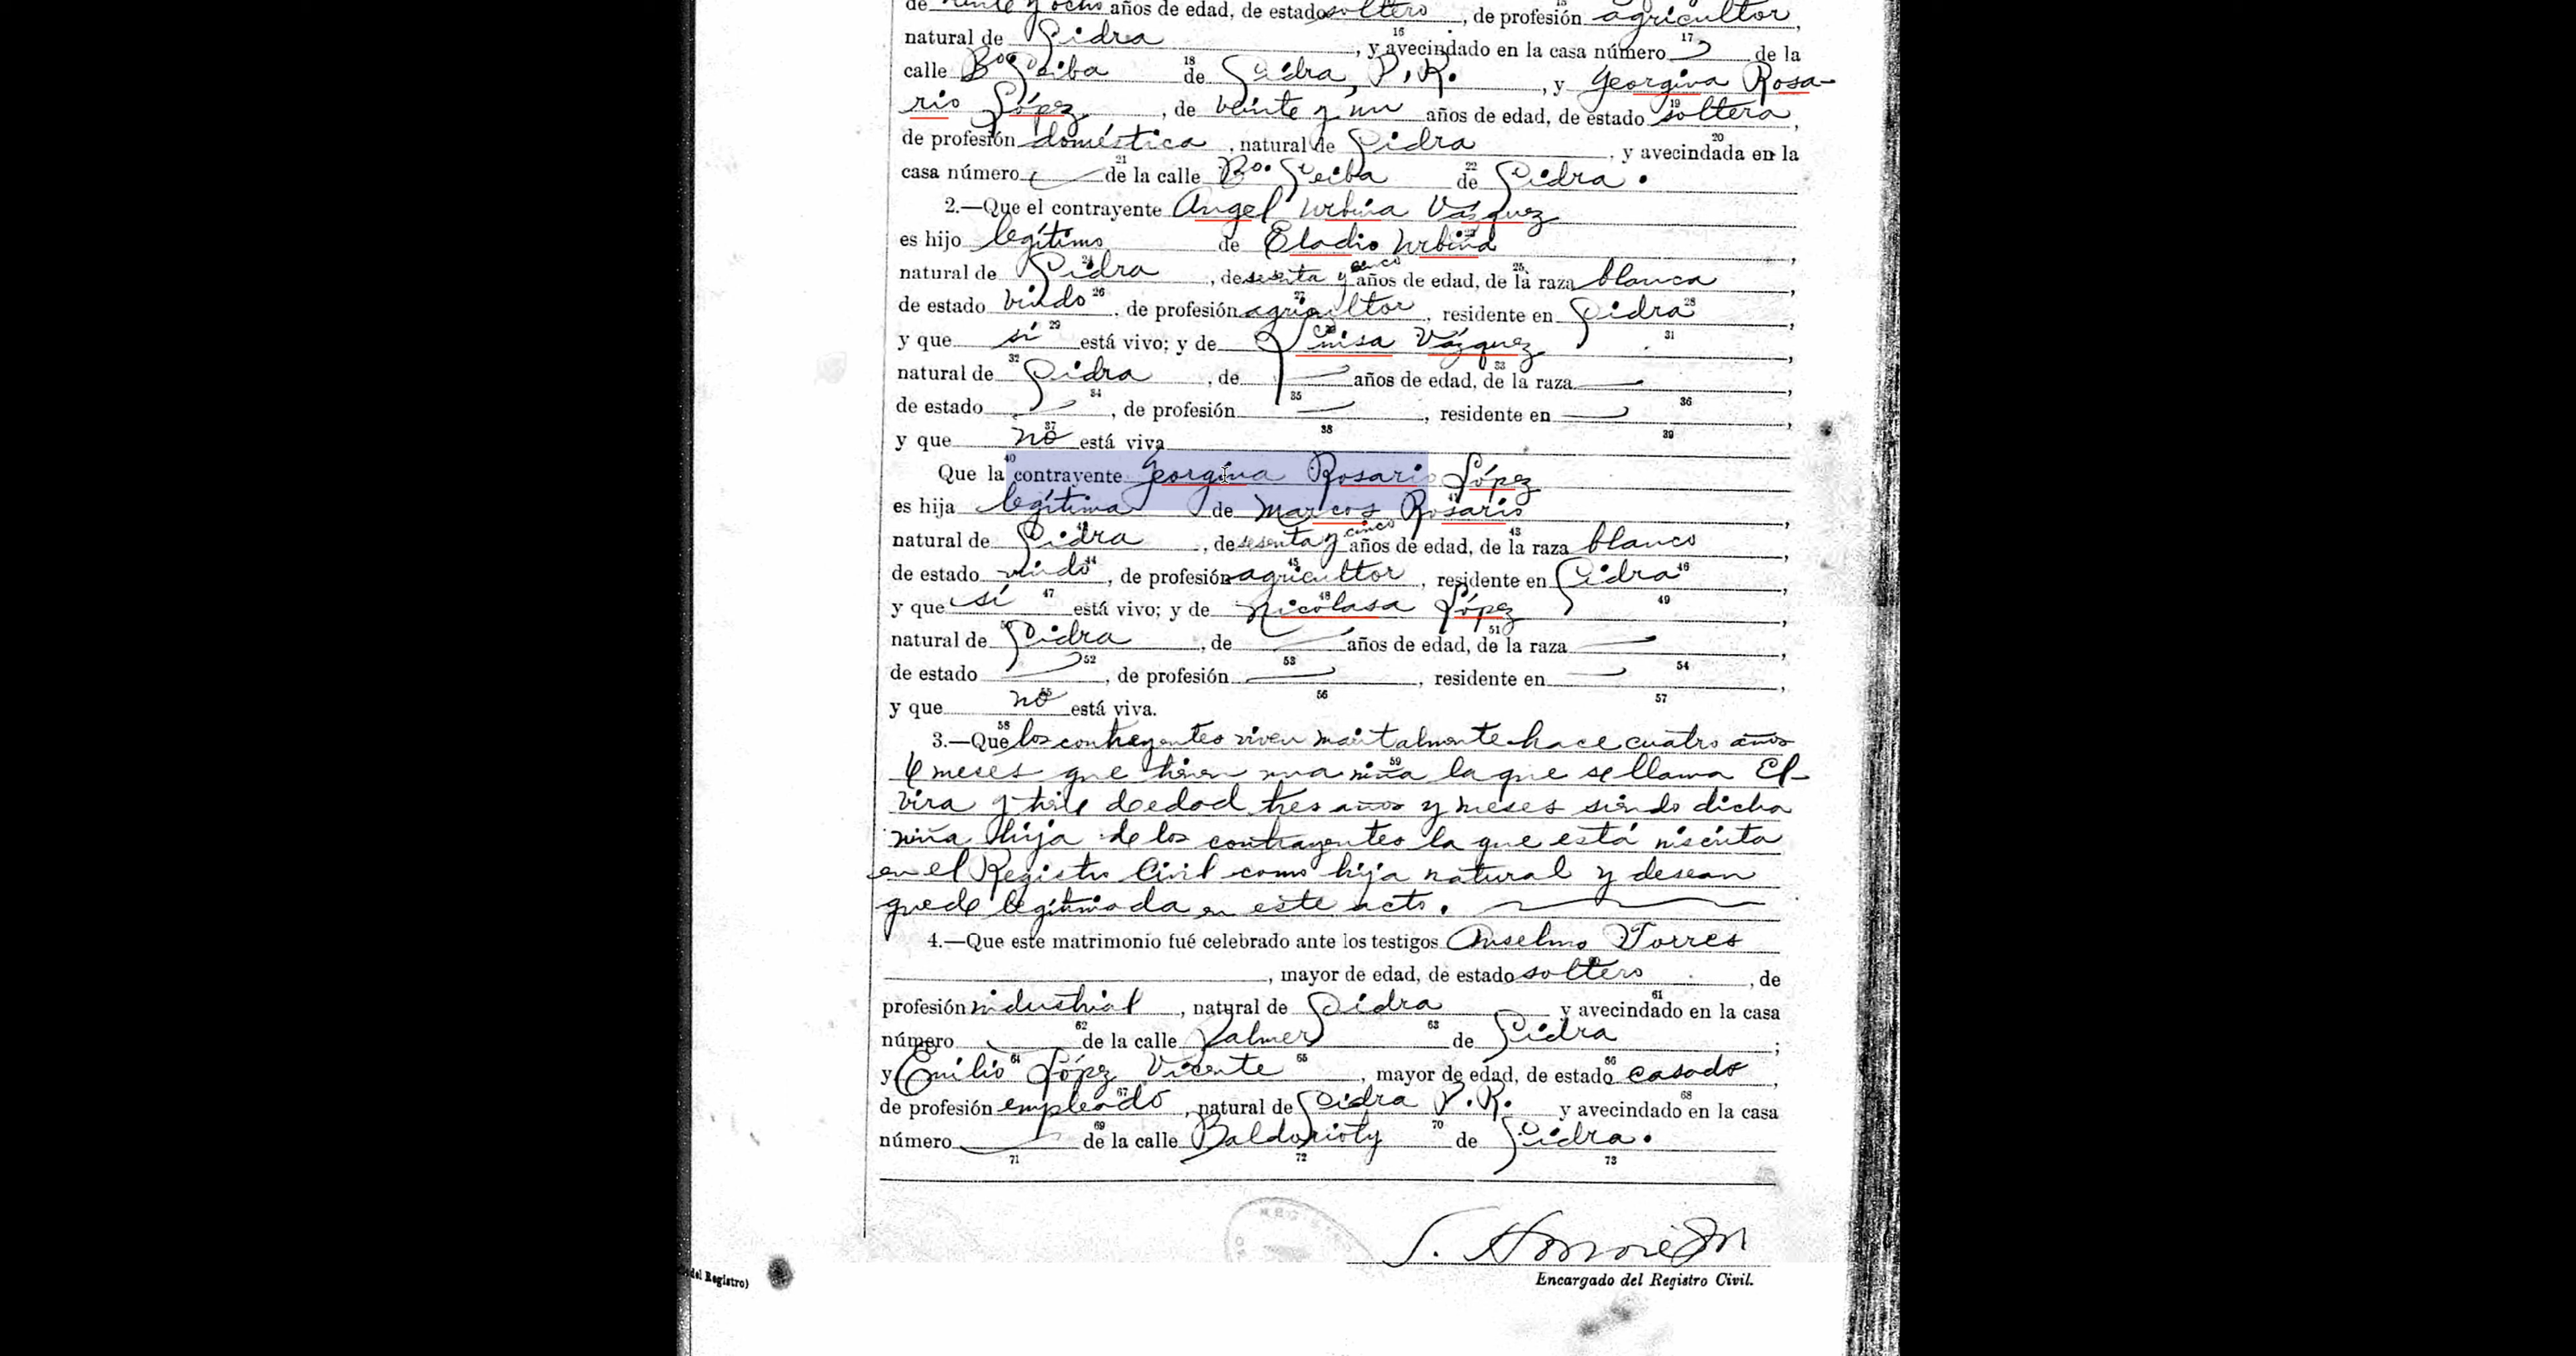 de veinte y ocho años de edad, de estado soltero, de profesión agricultor,
natural de Cidra, y avecindado en la casa número de la
calle Bo. Ceiba de Cidra, P. R., y Georgina Rosa-
rio López, de veinte y un años de edad, de estado soltera,
de profesión doméstica, natural de Cidra, y avecindada en la
casa número de la calle Bo. Ceiba de Cidra.
2.—Que el contrayente Angel Urbina Vásquez
es hijo legítimo de Eladio Urbina,
natural de Cidra, de sesenta y cinco años de edad, de la raza blanca,
de estado viudo, de profesión agricultor, residente en Cidra,
y que sí está vivo; y de Luisa Vázquez,
natural de Cidra, de años de edad, de la raza,
de estado, de profesión, residente en,
y que no está viva
Que la contrayente Georgina Rosario López
es hija legítima de Marcos Rosario,
natural de Cidra, de sesenta y cinco años de edad, de la raza blanco,
de estado viudo, de profesión agricultor, residente en Cidra,
y que sí está vivo; y de Nicolasa López,
natural de Cidra, de años de edad, de la raza,
de estado, de profesión, residente en,
y que no está viva.
3.—Que los contrayentes viven maritalmente hace cuatro años
meses que tienen una niña la que se llama El-
vira y de edad tres años y meses siendo dicha
niña hija de los contrayentes la que está inscrita
en el Registro Civil como hija natural y desean
quede legitimada en este acto.
4.—Que este matrimonio fué celebrado ante los testigos Anselmo Torres
, mayor de edad, de estado soltero, de
profesión industrial, natural de Cidra y avecindado en la casa
número de la calle Palmer de Cidra;
y Emilio López Vicente, mayor de edad, de estado casado,
de profesión empleado, natural de Cidra P. R. y avecindado en la casa
número de la calle Baldorioty de Cidra.
del Registro)
Encargado del Registro Civil.